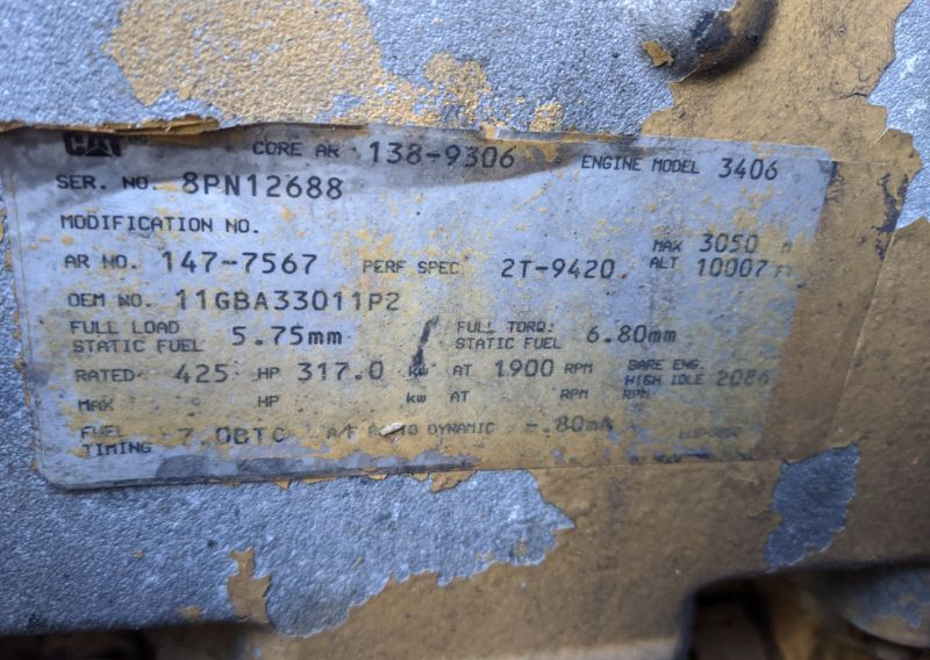 CAT CORE AR 138-9306 ENGINE MODEL 3406
SER. NO. 8PN12688
MODIFICATION NO.
AR NO. 147-7567 PERF SPEC 2T-9420 MAX ALT 3050 M 10007 FT
OEM NO. 11GBA33011P2
FULL LOAD STATIC FUEL 5.75mm FULL TORQ: STATIC FUEL 6.80mm
RATED 425 HP 317.0 kw AT 1900 RPM BARE ENG. HIGH IDLE RPM
MAX HP kw AT RPM
FUEL TIMING 7.0BTC A/F DYNAMIC -.80mm